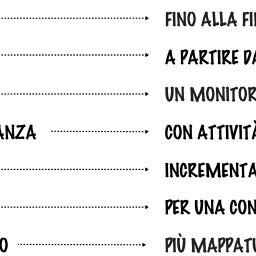 FINO ALLA FI
A PARTIRE DA
UN MONITOR
ANZA CON ATTIVITÀ
INCREMENTA
PER UNA CON
O PIÙ MAPPATU